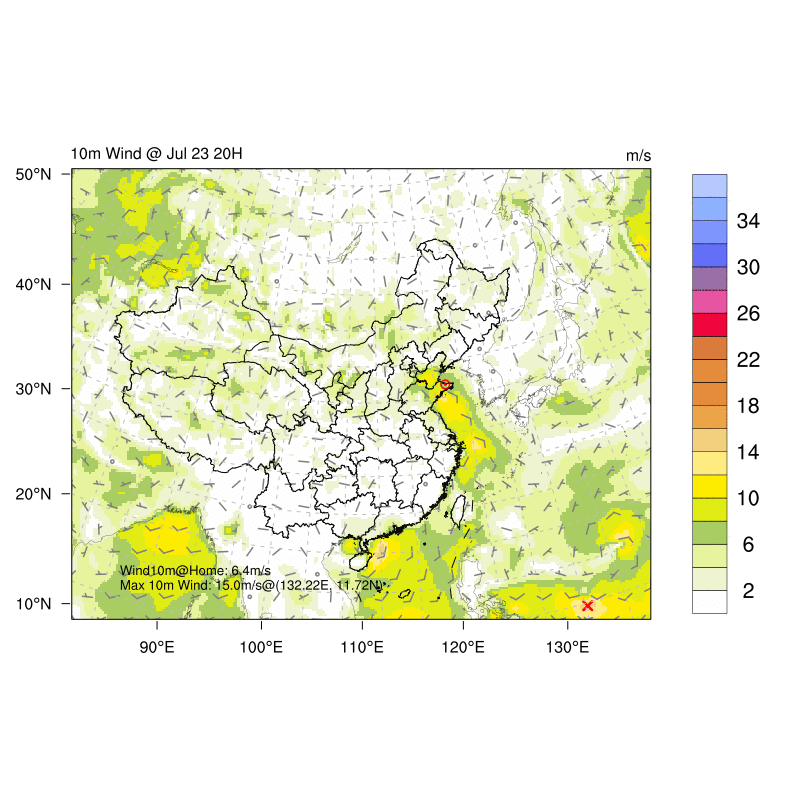 10m Wind @ Jul 23 20H
m/s
50°N
40°N
30°N
20°N
10°N
90°E
100°E
110°E
120°E
130°E
34
30
26
22
18
14
10
6
2
Wind10m@Home: 6.4m/s
Max 10m Wind: 15.0m/s@(132.22E, 11.72N)